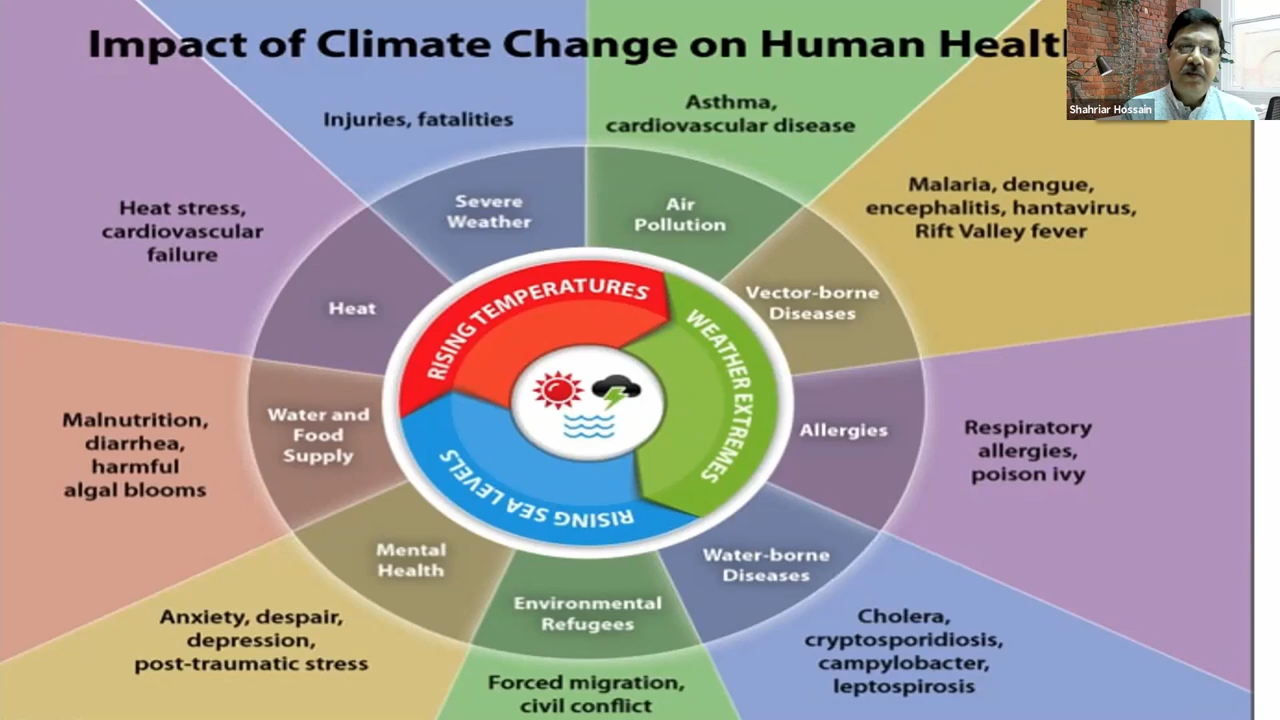 Impact of Climate Change on Human Healt
Shahriar Hossain
Injuries, fatalities
Asthma,
cardiovascular disease
Severe
Weather
Air
Pollution
Malaria, dengue,
encephalitis, hantavirus,
Rift Valley fever
Heat stress,
cardiovascular
failure
Heat
Vector-borne
Diseases
RISING TEMPERATURES
WEATHER EXTREMES
RISING SEA LEVELS
Water and
Food
Supply
Allergies
Malnutrition,
diarrhea,
harmful
algal blooms
Respiratory
allergies,
poison ivy
Mental
Health
Water-borne
Diseases
Environmental
Refugees
Anxiety, despair,
depression,
post-traumatic stress
Cholera,
cryptosporidiosis,
campylobacter,
leptospirosis
Forced migration,
civil conflict